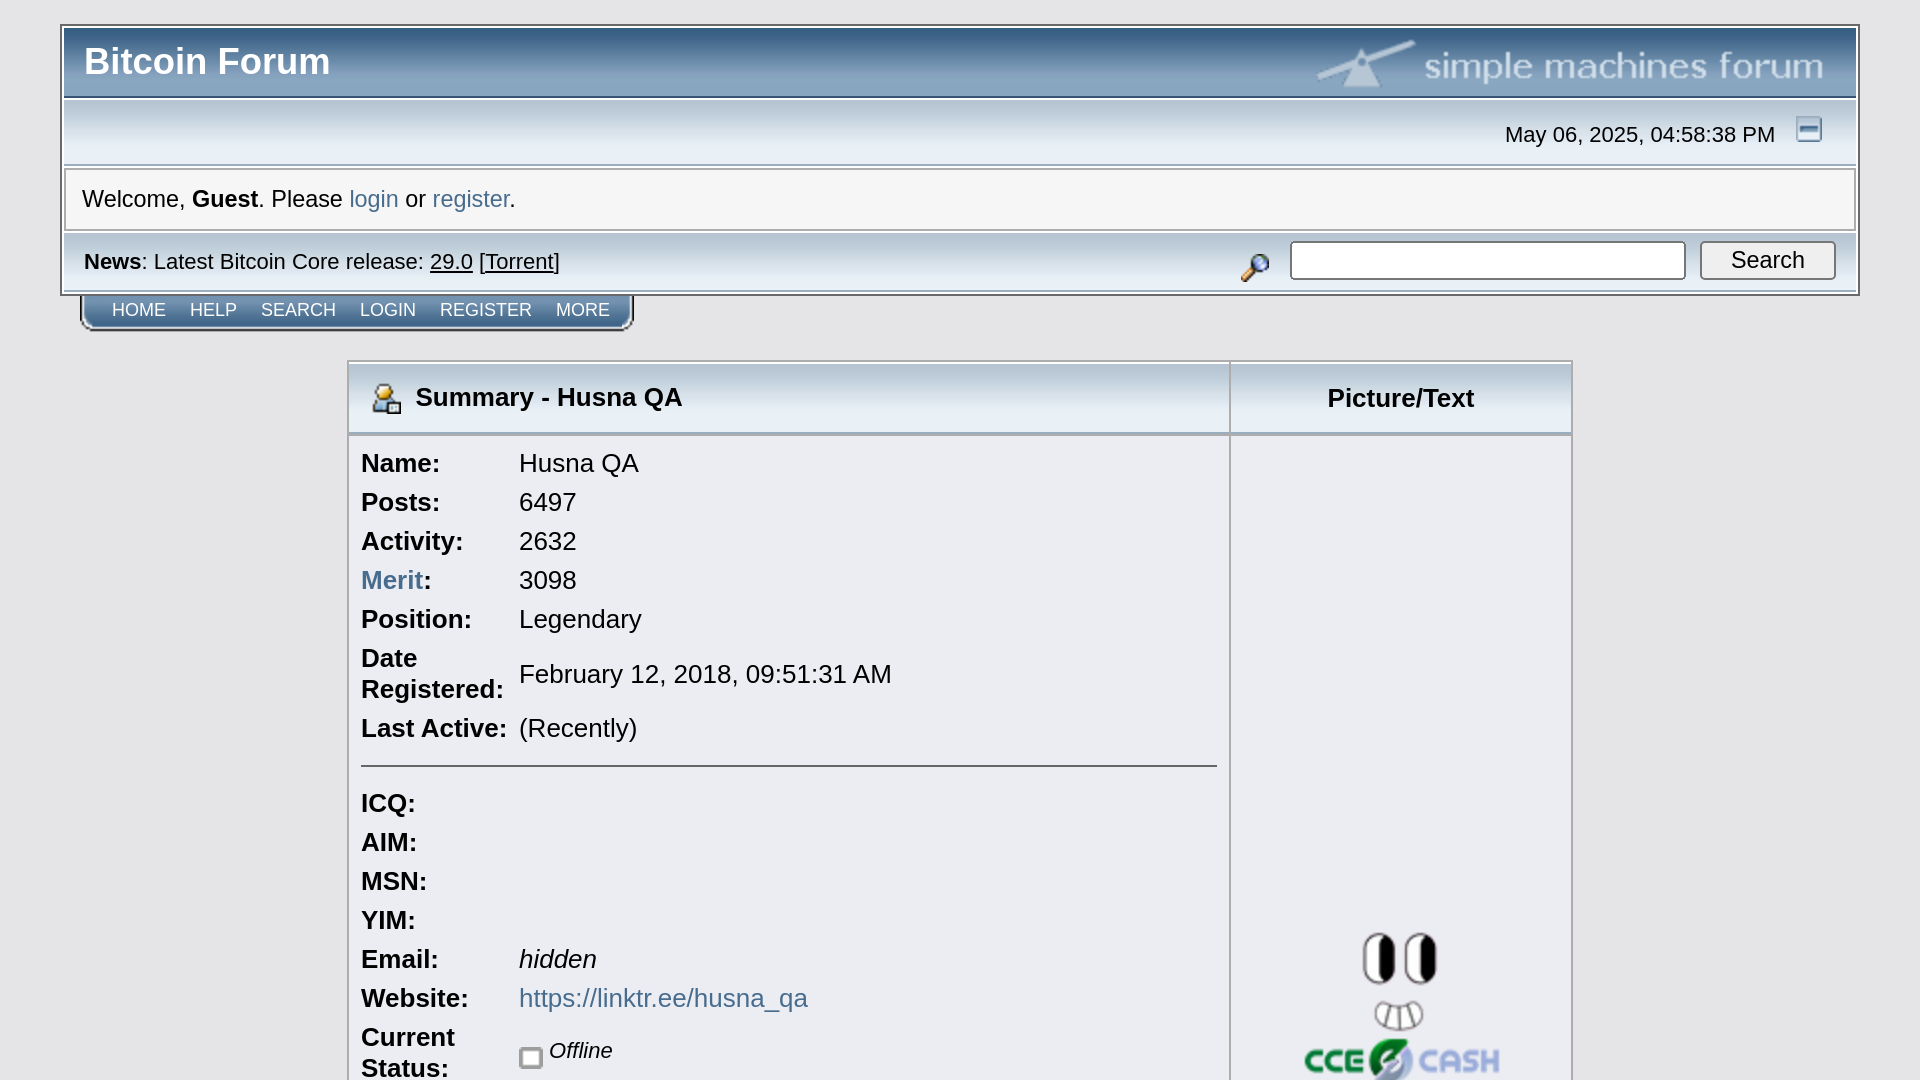 Bitcoin Forum
simple machines forum
May 06, 2025, 04:58:38 PM
Welcome, Guest. Please login or register.
News: Latest Bitcoin Core release: 29.0 [Torrent]
Search
HOME HELP SEARCH LOGIN REGISTER MORE
Summary - Husna QA
Picture/Text
Name: Husna QA
Posts: 6497
Activity: 2632
Merit: 3098
Position: Legendary
Date
Registered: February 12, 2018, 09:51:31 AM
Last Active: (Recently)
ICQ:
AIM:
MSN:
YIM:
Email: hidden
Website: https://linktr.ee/husna_qa
Current
Status: Offline
CCE CASH